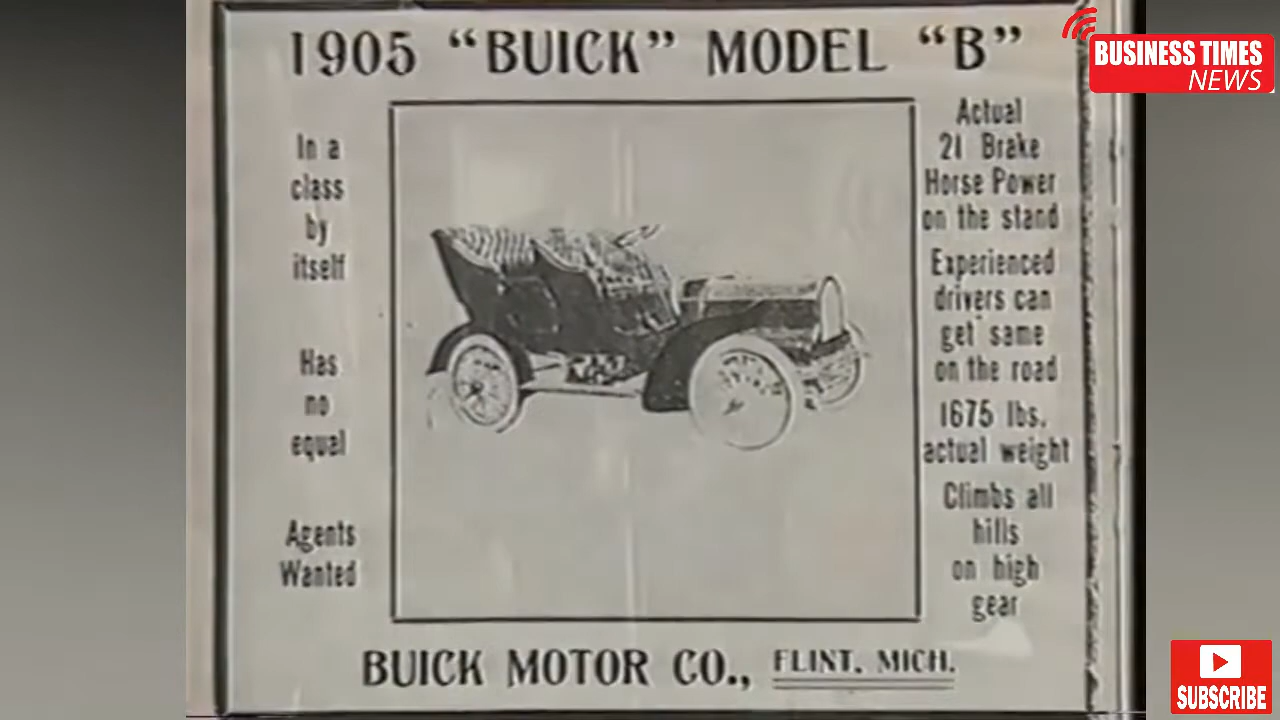 1905 “BUICK” MODEL “B”
In a
class
by
itself
Has
no
equal
Agents
Wanted
Actual
21 Brake
Horse Power
on the stand
Experienced
drivers can
get same
on the road
1675 lbs.
actual weight
Climbs all
hills
on high
gear
BUICK MOTOR CO., FLINT, MICH.
BUSINESS TIMES
NEWS
SUBSCRIBE